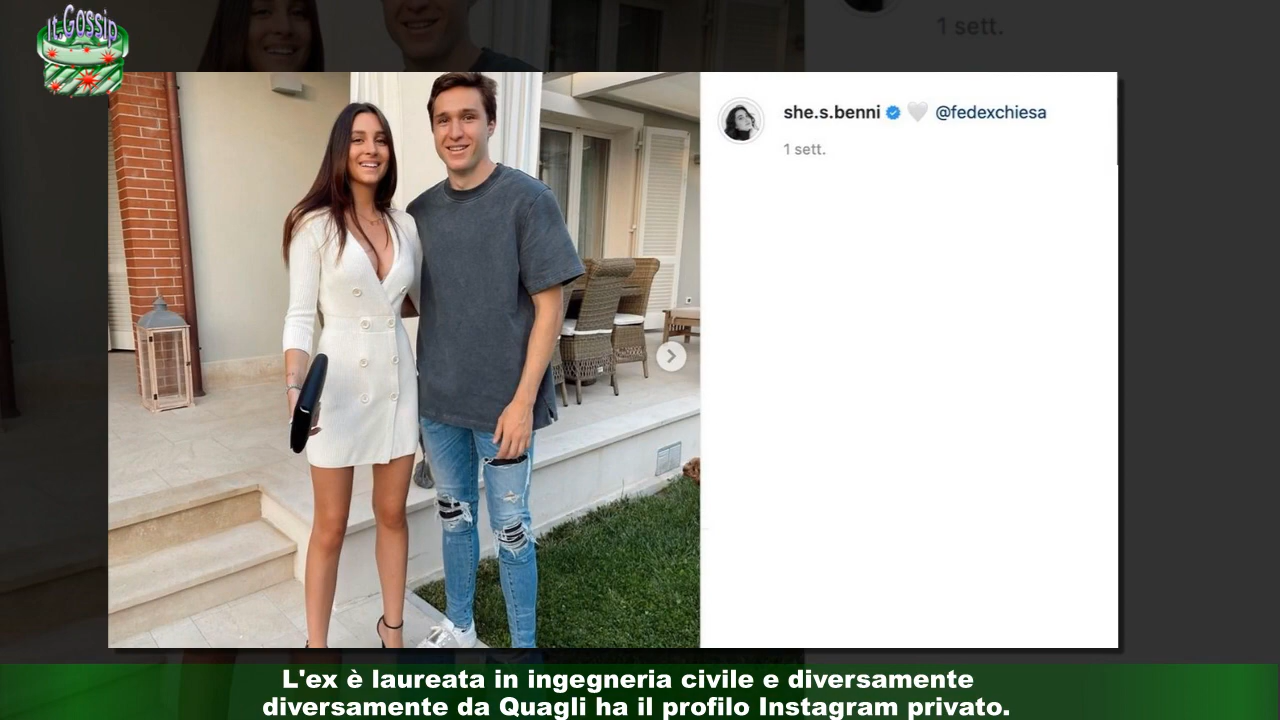 It.Gossip
1 sett.
she.s.benni 🤍 @fedexchiesa
1 sett.
L'ex è laureata in ingegneria civile e diversamente
diversamente da Quagli ha il profilo Instagram privato.